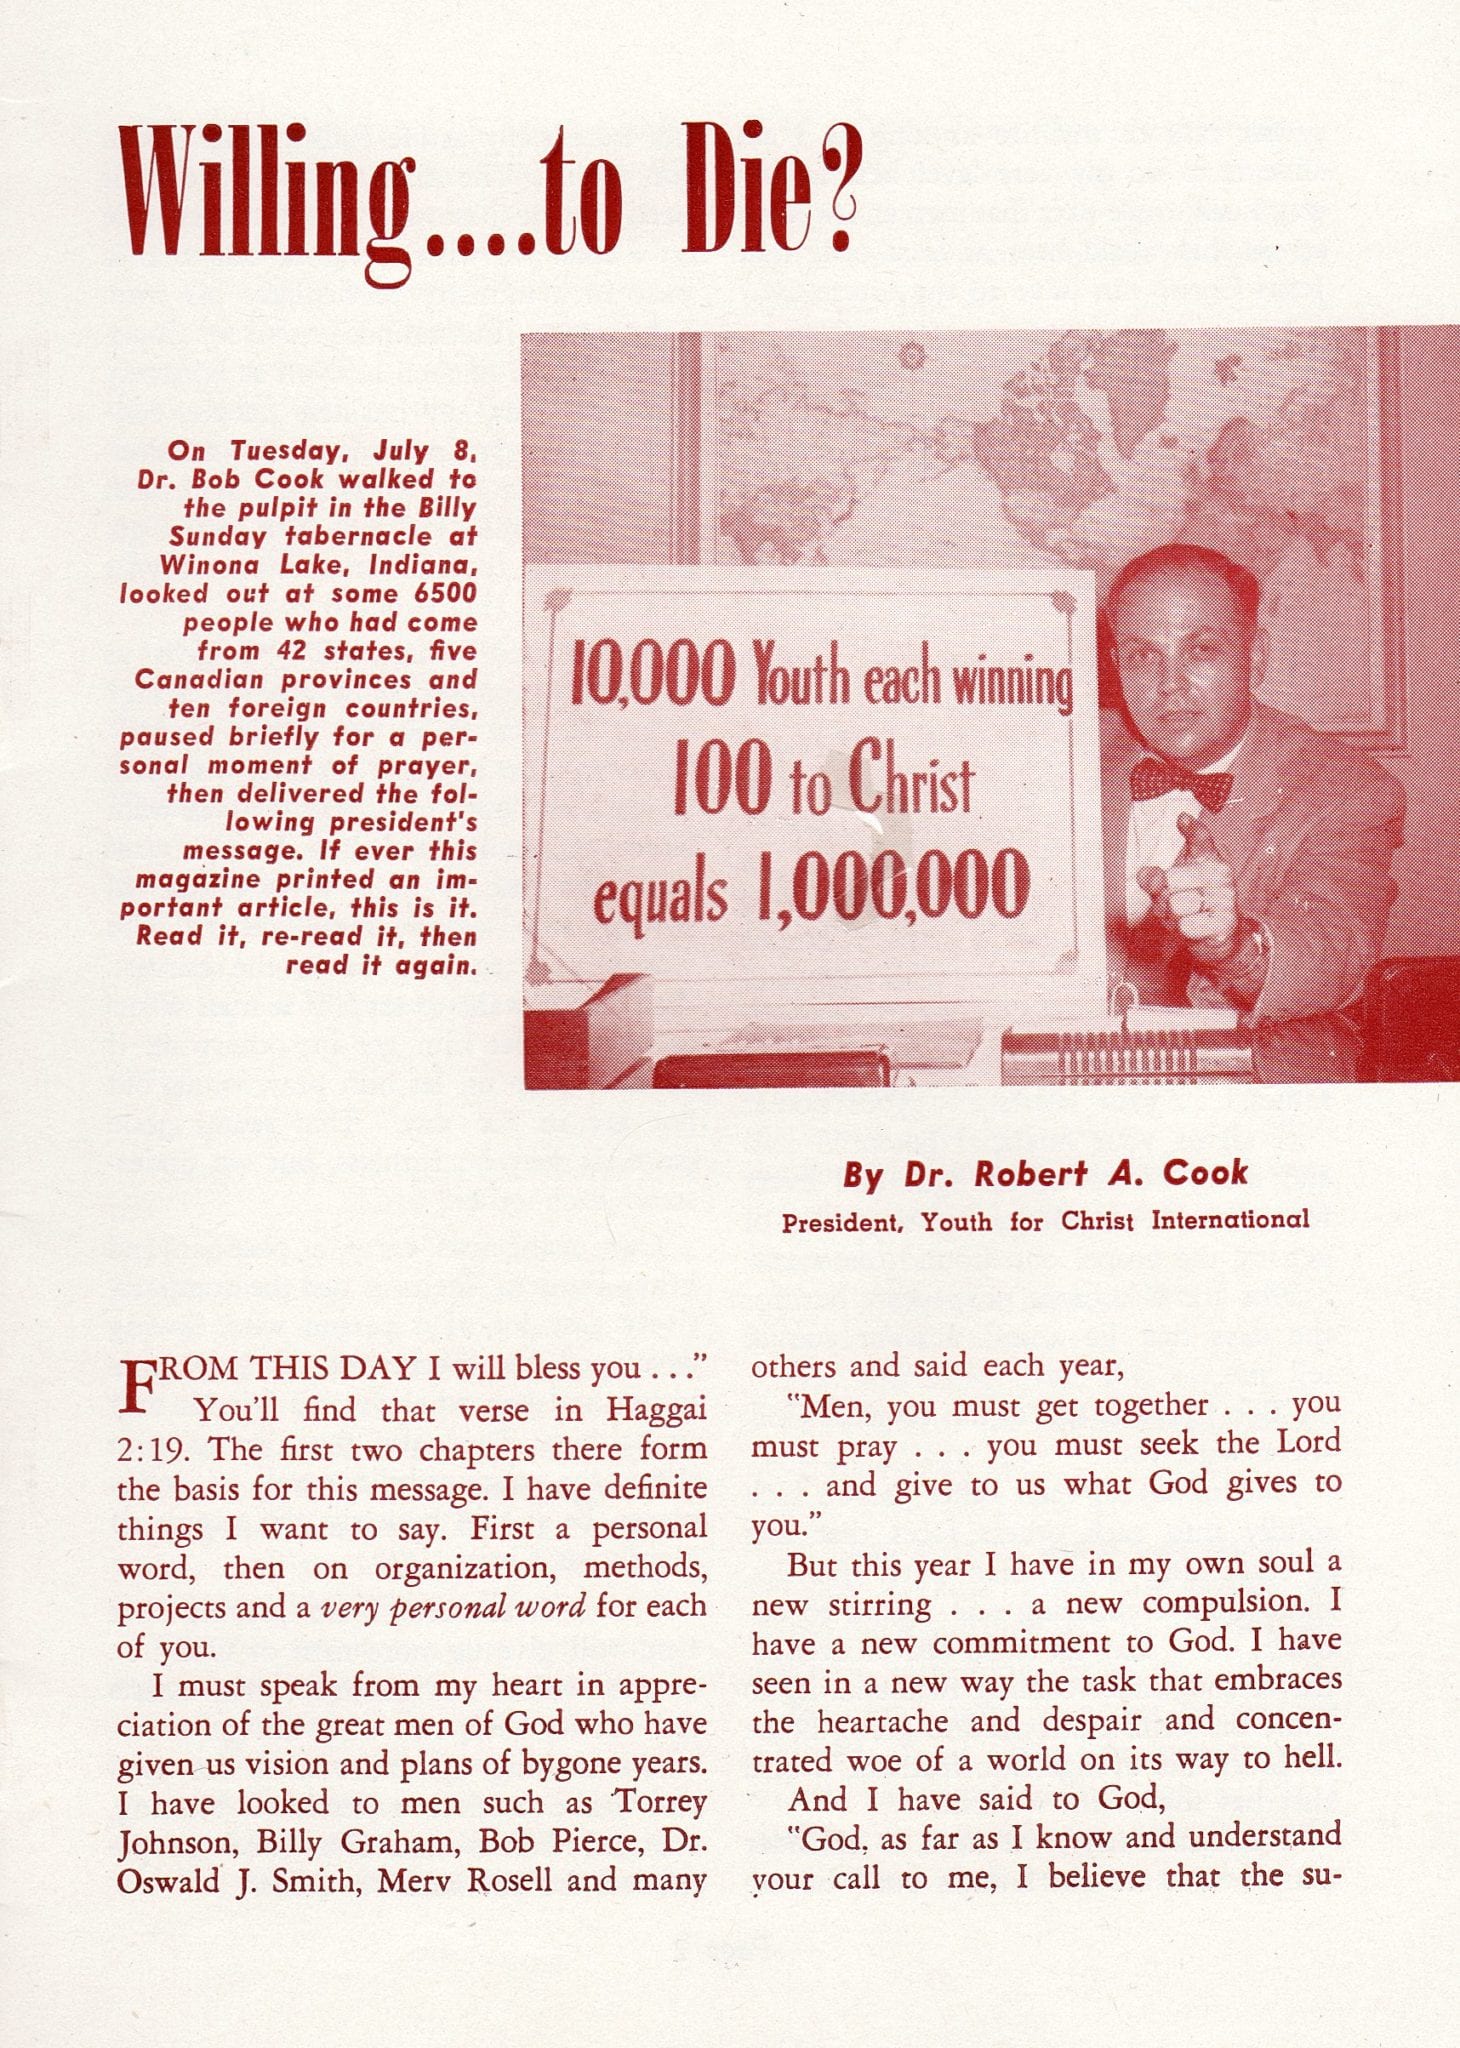 Willing....to Die?
On Tuesday, July 8,
Dr. Bob Cook walked to
the pulpit in the Billy
Sunday tabernacle at
Winona Lake, Indiana,
looked out at some 6500
people who had come
from 42 states, five
Canadian provinces and
ten foreign countries,
paused briefly for a per-
sonal moment of prayer,
then delivered the fol-
lowing president's
message. If ever this
magazine printed an im-
portant article, this is it.
Read it, re-read it, then
read it again.
10,000 Youth each winning
100 to Christ
equals 1,000,000
By Dr. Robert A. Cook
President, Youth for Christ International
FROM THIS DAY I will bless you . . ."
You'll find that verse in Haggai
2:19. The first two chapters there form
the basis for this message. I have definite
things I want to say. First a personal
word, then on organization, methods,
projects and a very personal word for each
of you.
I must speak from my heart in appre-
ciation of the great men of God who have
given us vision and plans of bygone years.
I have looked to men such as Torrey
Johnson, Billy Graham, Bob Pierce, Dr.
Oswald J. Smith, Merv Rosell and many
others and said each year,
"Men, you must get together . . . you
must pray . . . you must seek the Lord
. . . and give to us what God gives to
you."
But this year I have in my own soul a
new stirring . . . a new compulsion. I
have a new commitment to God. I have
seen in a new way the task that embraces
the heartache and despair and concen-
trated woe of a world on its way to hell.
And I have said to God,
"God, as far as I know and understand
your call to me, I believe that the su-